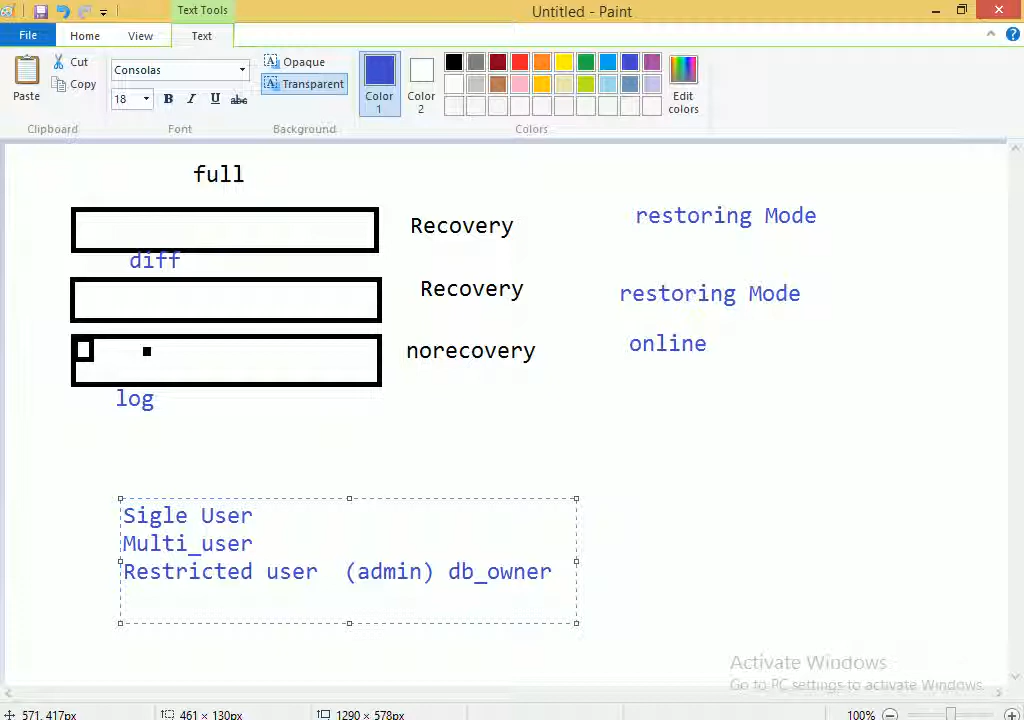 Text Tools
Untitled - Paint
File
Home
View
Text
Cut
Copy
Paste
Clipboard
Consolas
18
B I U abc
Font
Opaque
Transparent
Background
Color 1
Color 2
Edit colors
Colors
full
Recovery
restoring Mode
diff
Recovery
restoring Mode
norecovery
online
log
Sigle User
Multi_user
Restricted user (admin) db_owner
Activate Windows
Go to PC settings to activate Windows.
571, 417px
461 × 130px
1290 × 578px
100%